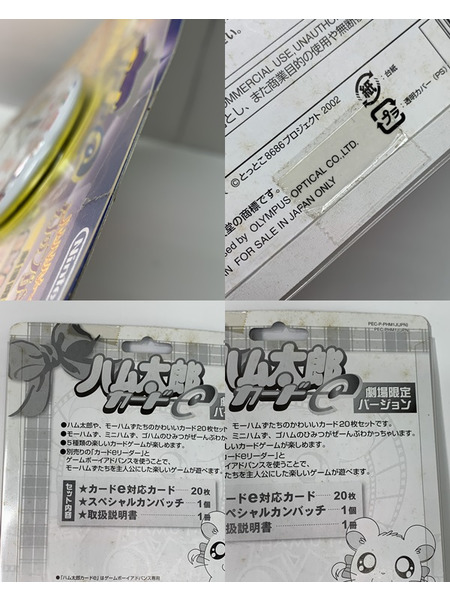 Nintendo
COMMERCIAL USE, UNAUTHO
とし、また商業目的の使用や無断
©とっとこ8686プロジェクト 2002
紙
:台紙
プラ
:透明カバー(PS)
堂の商標です。
sed by OLYMPUS OPTICAL CO.,LTD.
FOR SALE IN JAPAN ONLY
ハム太郎
カードe
●ハム太郎や、モーハムずたちのかわいいカード20枚セット
●モーハムず、ミニハムず、ゴハムのひみつがぜんぶわ
●5種類の楽しいカードゲームが楽しめます。
●別売りの「カードeリーダー」と
ゲームボーイアドバンスを使うことで、
モーハムずたちを主人公にした楽しいゲームが遊べます
セット内容
★カードe対応カード 20枚
★スペシャルカンバッチ 1個
★取扱説明書 1冊
●「ハム太郎カードe」はゲームボーイアドバンス専用
ハム太郎
カードe
劇場限定
バージョン
モーハムずたちのかわいいカード20枚セットです。
ず、ミニハムず、ゴハムのひみつがぜんぶわかっちゃいます。
楽しいカードゲームが楽しめます。
カードeリーダー」と
ボーイアドバンスを使うことで、
ムずたちを主人公にした楽しいゲームが遊べます。
カードe対応カード 20枚
スペシャルカンバッチ 1個
取扱説明書 1冊